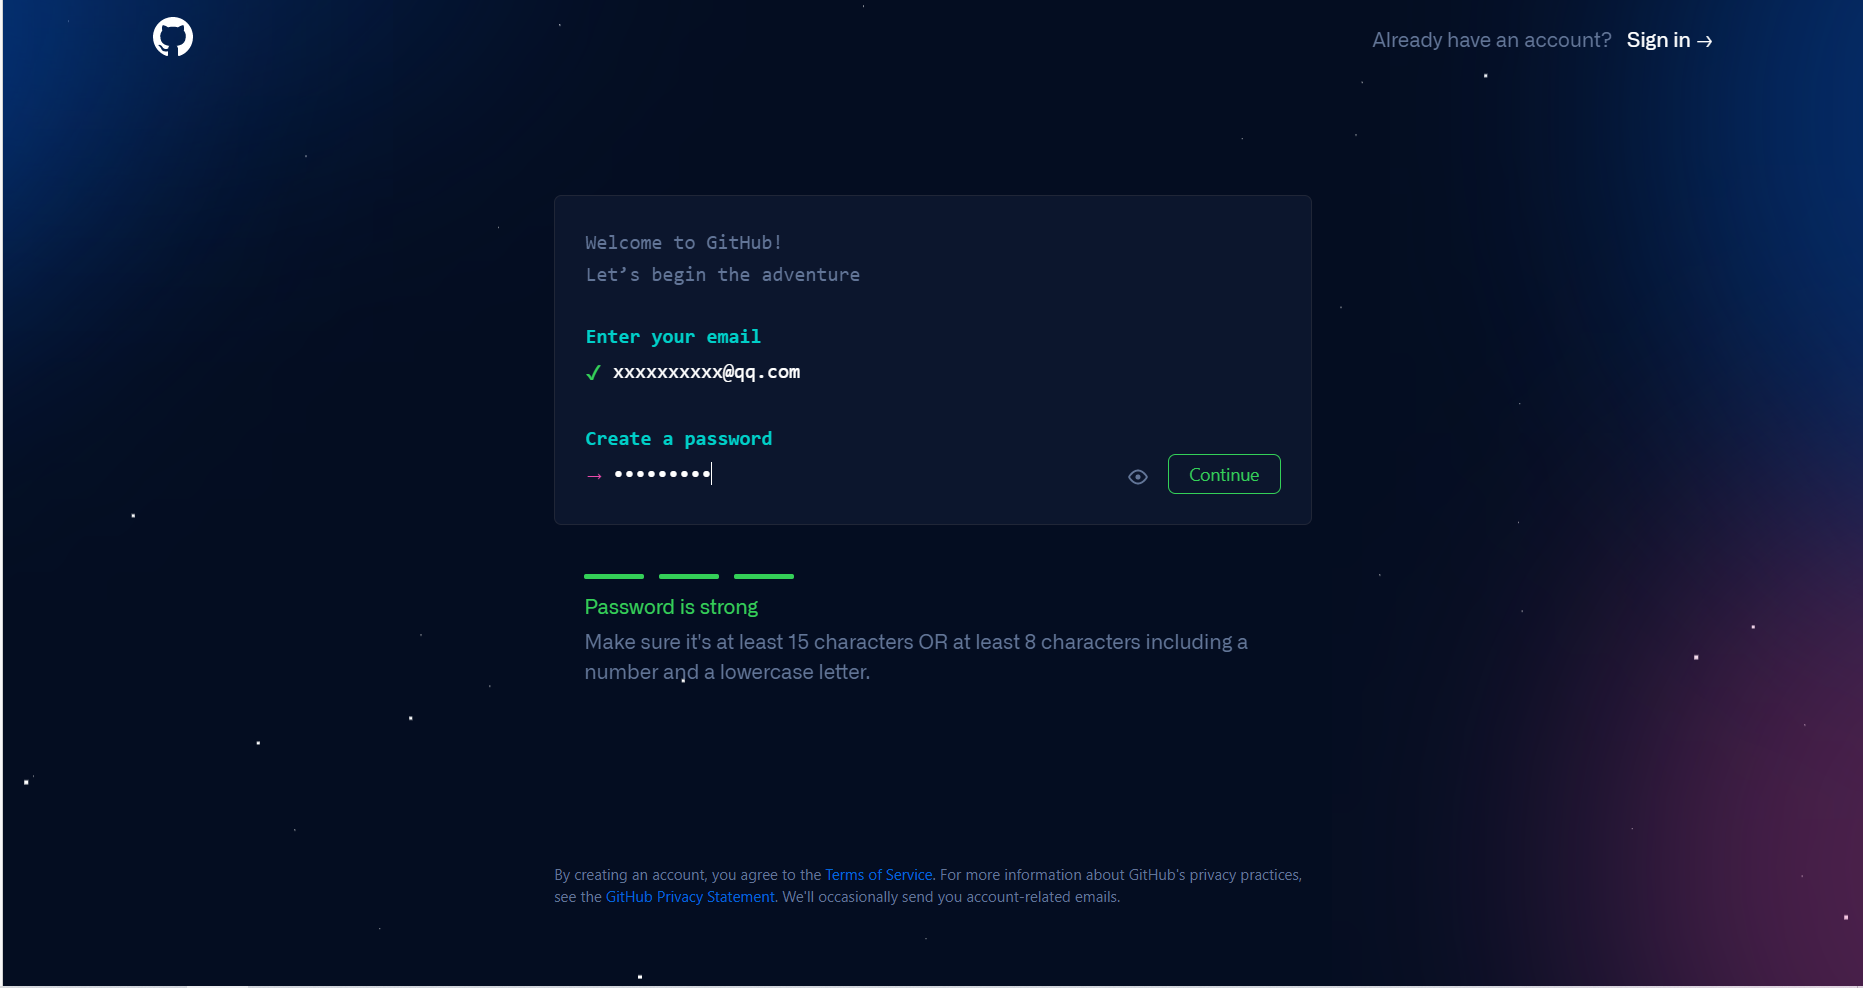 Already have an account? Sign in →
Welcome to GitHub!
Let’s begin the adventure
Enter your email
✓ xxxxxxxxxx@qq.com
Create a password
→ •••••••••
Continue
Password is strong
Make sure it's at least 15 characters OR at least 8 characters including a
number and a lowercase letter.
By creating an account, you agree to the Terms of Service. For more information about GitHub's privacy practices,
see the GitHub Privacy Statement. We'll occasionally send you account-related emails.